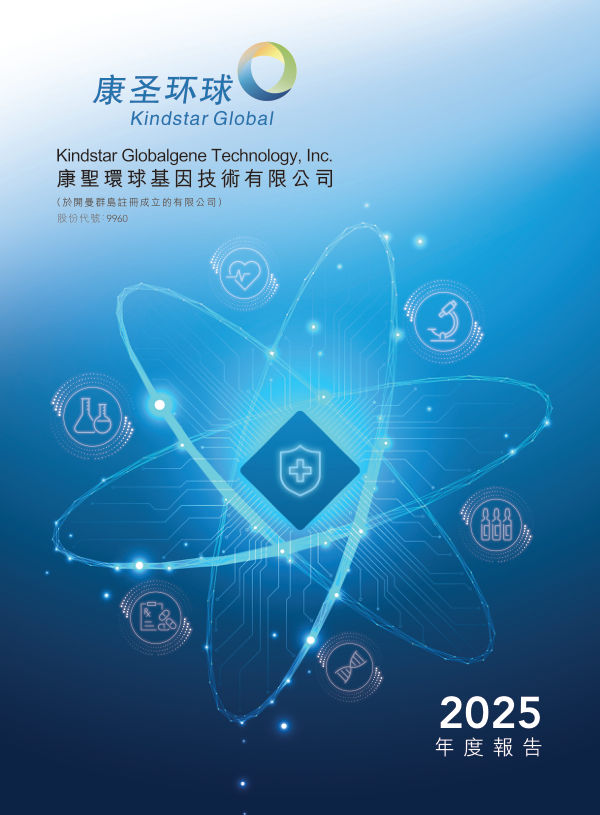 康圣环球
Kindstar Global
Kindstar Globalgene Technology, Inc.
康聖環球基因技術有限公司
（於開曼群島註冊成立的有限公司）
股份代號：9960
2025
年度報告